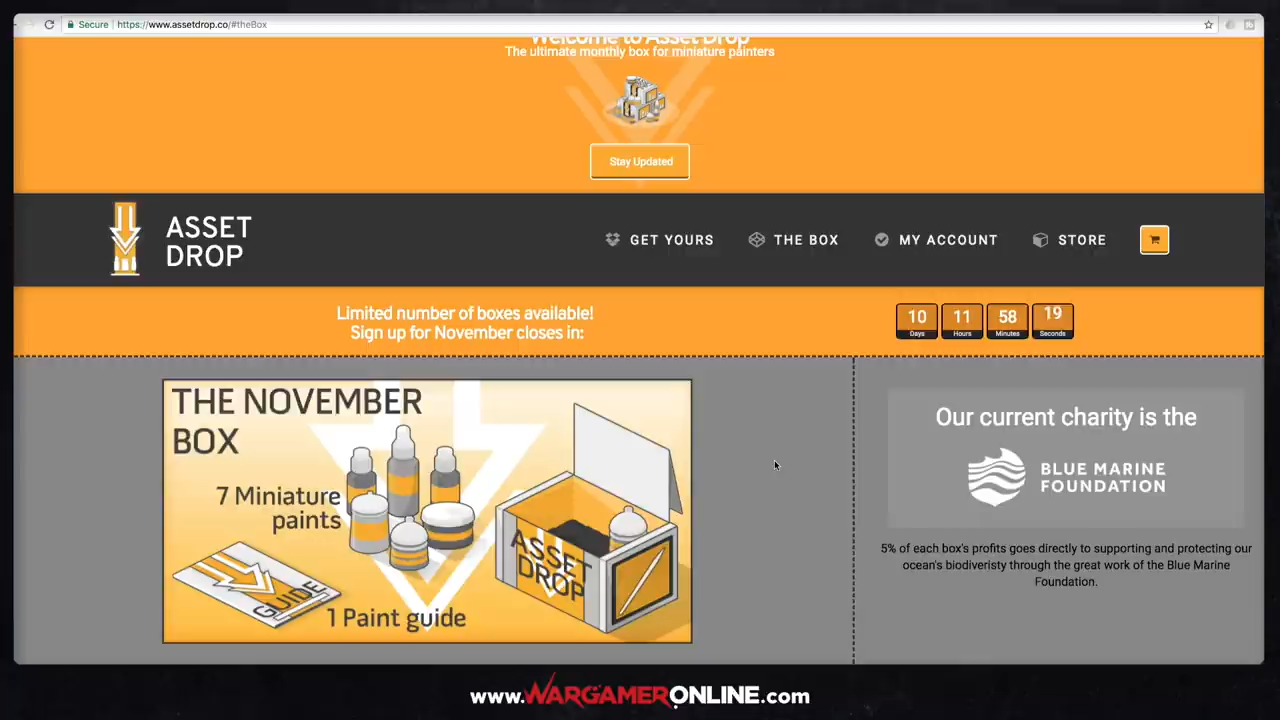 Secure | https://www.assetdrop.co/#theBox
Welcome to Asset Drop
The ultimate monthly box for miniature painters
Stay Updated
ASSET
DROP
GET YOURS
THE BOX
MY ACCOUNT
STORE
Limited number of boxes available!
Sign up for November closes in:
10 11 58 19
Days Hours Minutes Seconds
THE NOVEMBER
BOX
7 Miniature
paints
GUIDE
1 Paint guide
ASSET
DROP
Our current charity is the
BLUE MARINE
FOUNDATION
5% of each box's profits goes directly to supporting and protecting our
ocean's biodiveristy through the great work of the Blue Marine
Foundation.
www.WARGAMERONLINE.com